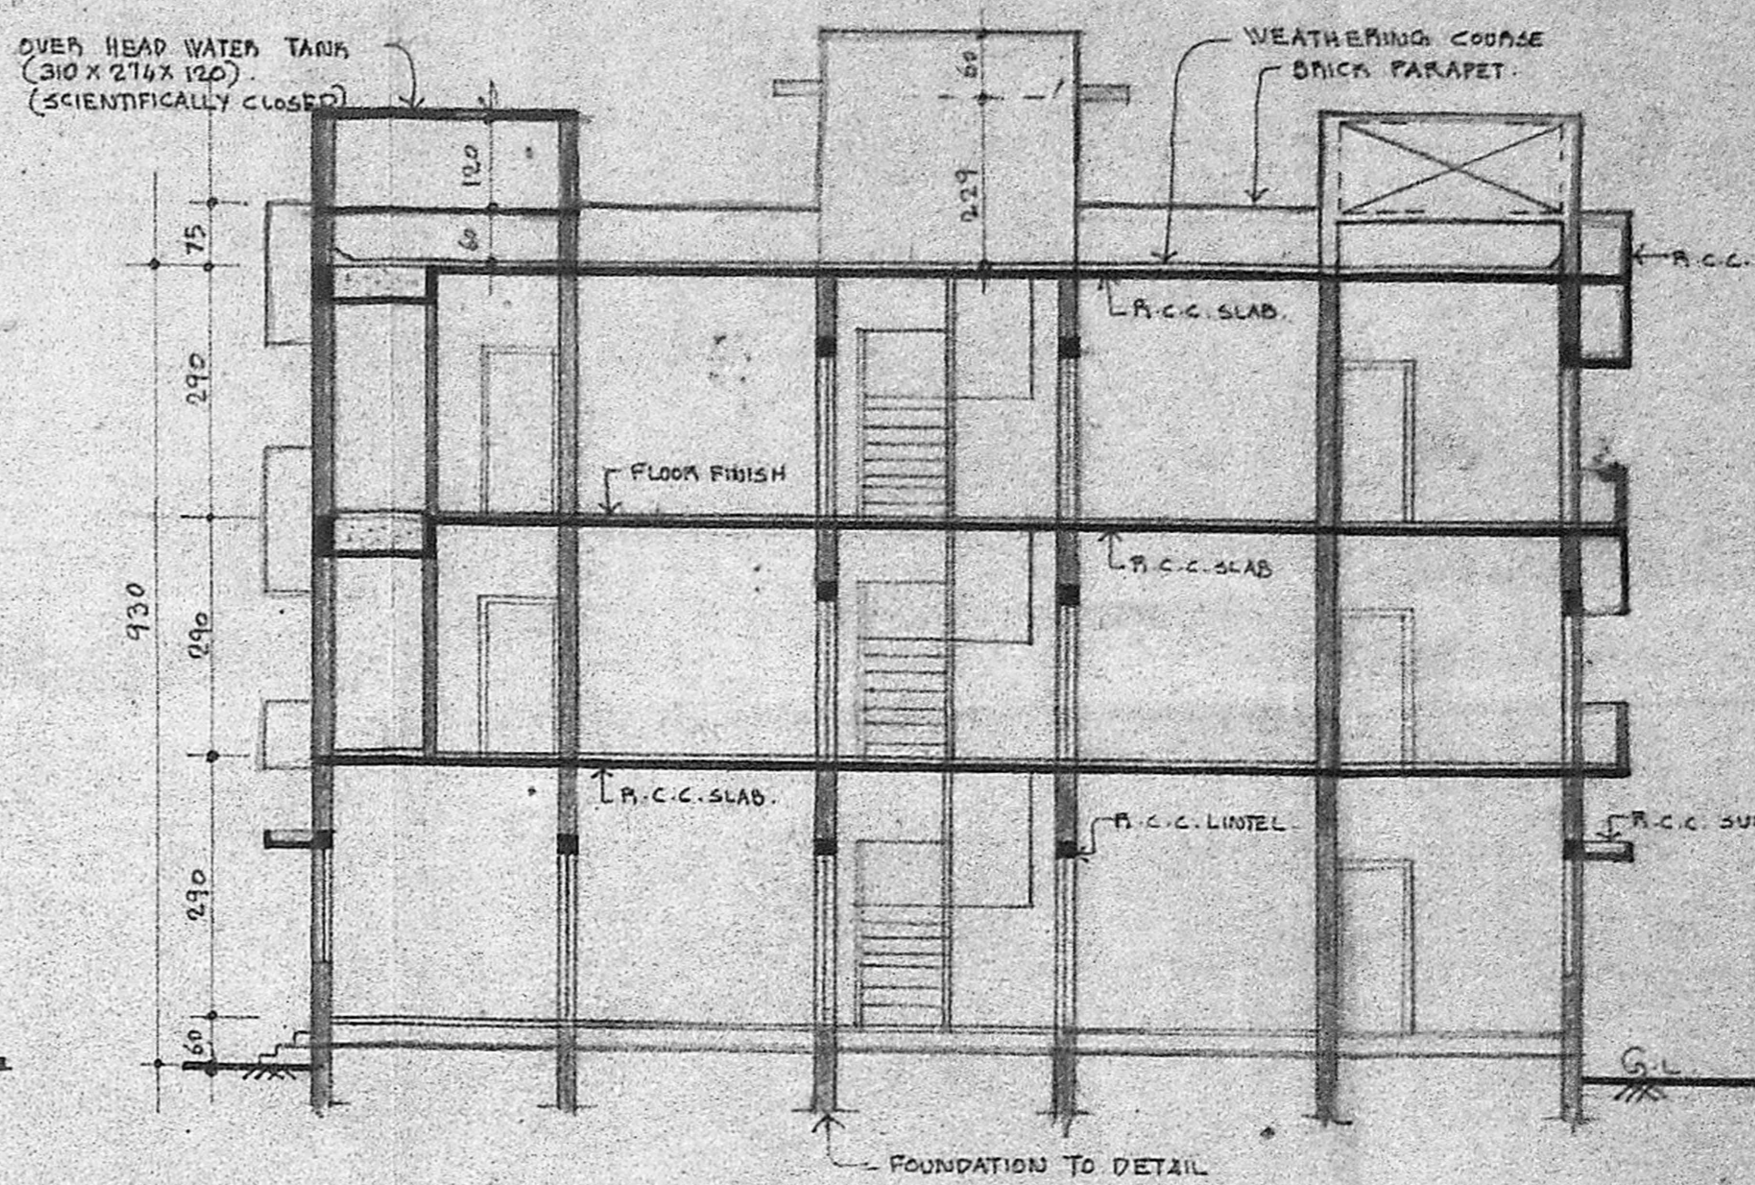 OVER HEAD WATER TANK
(310 X 274 X 120).
(SCIENTIFICALLY CLOSED)
WEATHERING COURSE
BRICK PARAPET.
60
229
120
60
75
R.C.C.
R.C.C. SLAB.
290
FLOOR FINISH
R.C.C. SLAB
930
290
R.C.C. SLAB.
R.C.C. LINTEL
R.C.C.
290
60
G.L.
FOUNDATION TO DETAIL